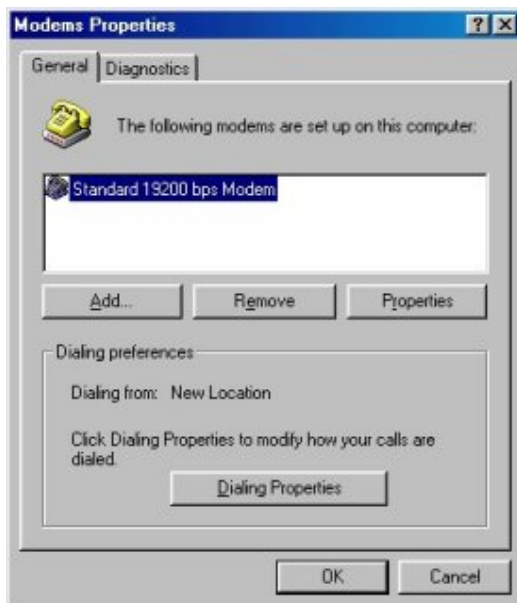 Modems Properties
General Diagnostics
The following modems are set up on this computer:
Standard 19200 bps Modem
Add... Remove Properties
Dialing preferences
Dialing from: New Location
Click Dialing Properties to modify how your calls are
dialed.
Dialing Properties
OK Cancel